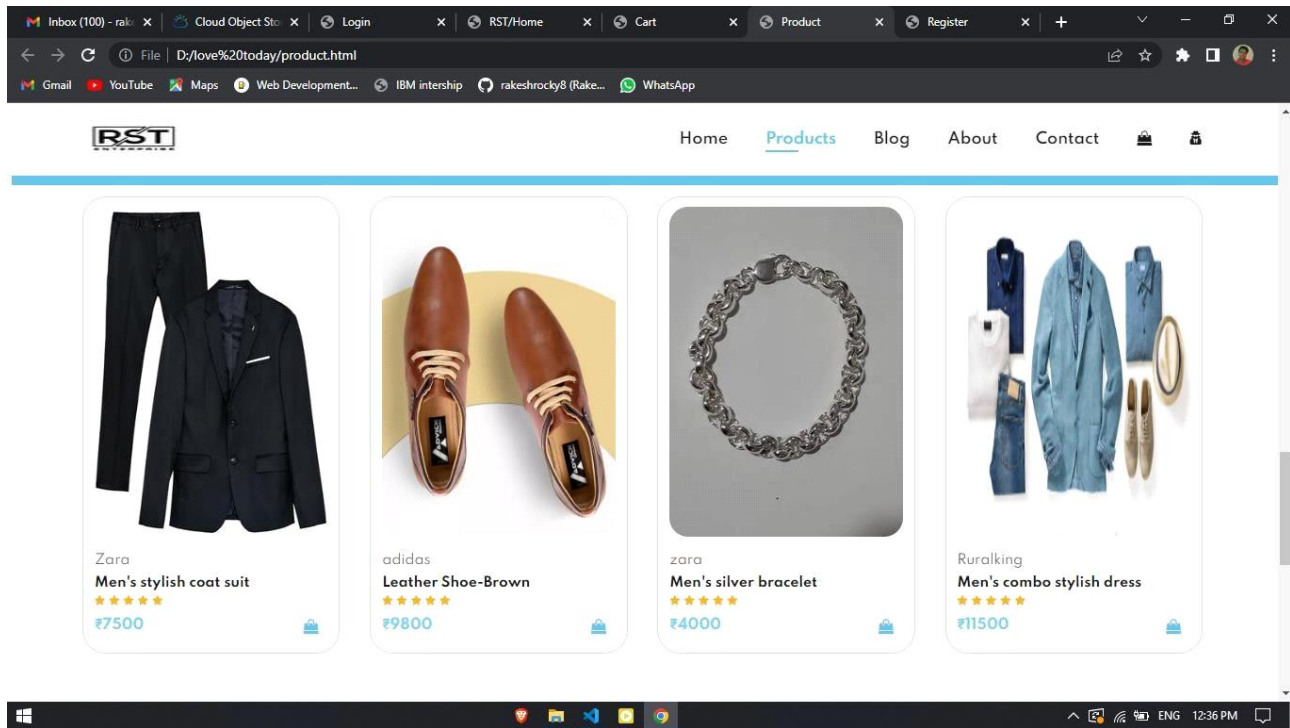 Inbox (100) - rak
Cloud Object Sto
Login
RST/Home
Cart
Product
Register
File
D:/love%20today/product.html
Gmail
YouTube
Maps
Web Development...
IBM intership
rakeshrocky8 (Rake...
WhatsApp
RST
ENTERPRISE
Home
Products
Blog
About
Contact
ADVICK
ADVICK
Zara
Men's stylish coat suit
₹7500
adidas
Leather Shoe-Brown
₹9800
zara
Men's silver bracelet
₹4000
Ruralking
Men's combo stylish dress
₹11500
ENG
12:36 PM